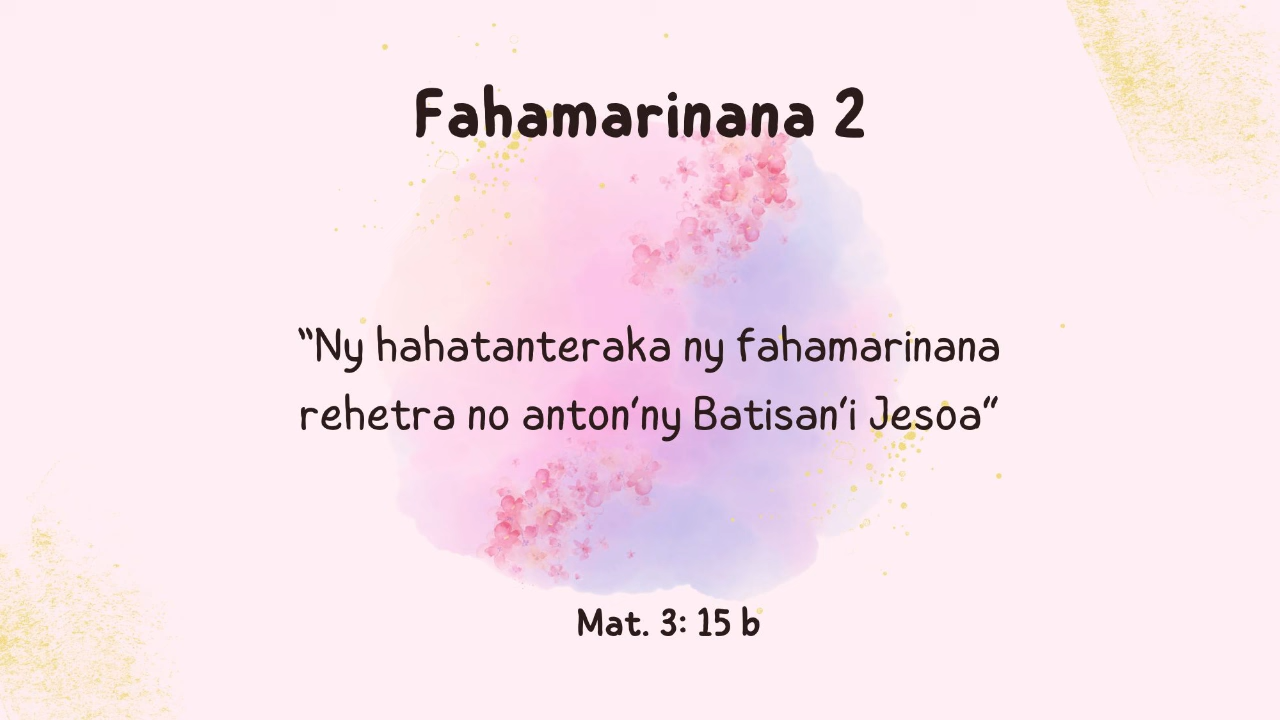 Fahamarinana 2
“Ny hahatanteraka ny fahamarinana
rehetra no anton’ny Batisan’i Jesoa”
Mat. 3: 15 b